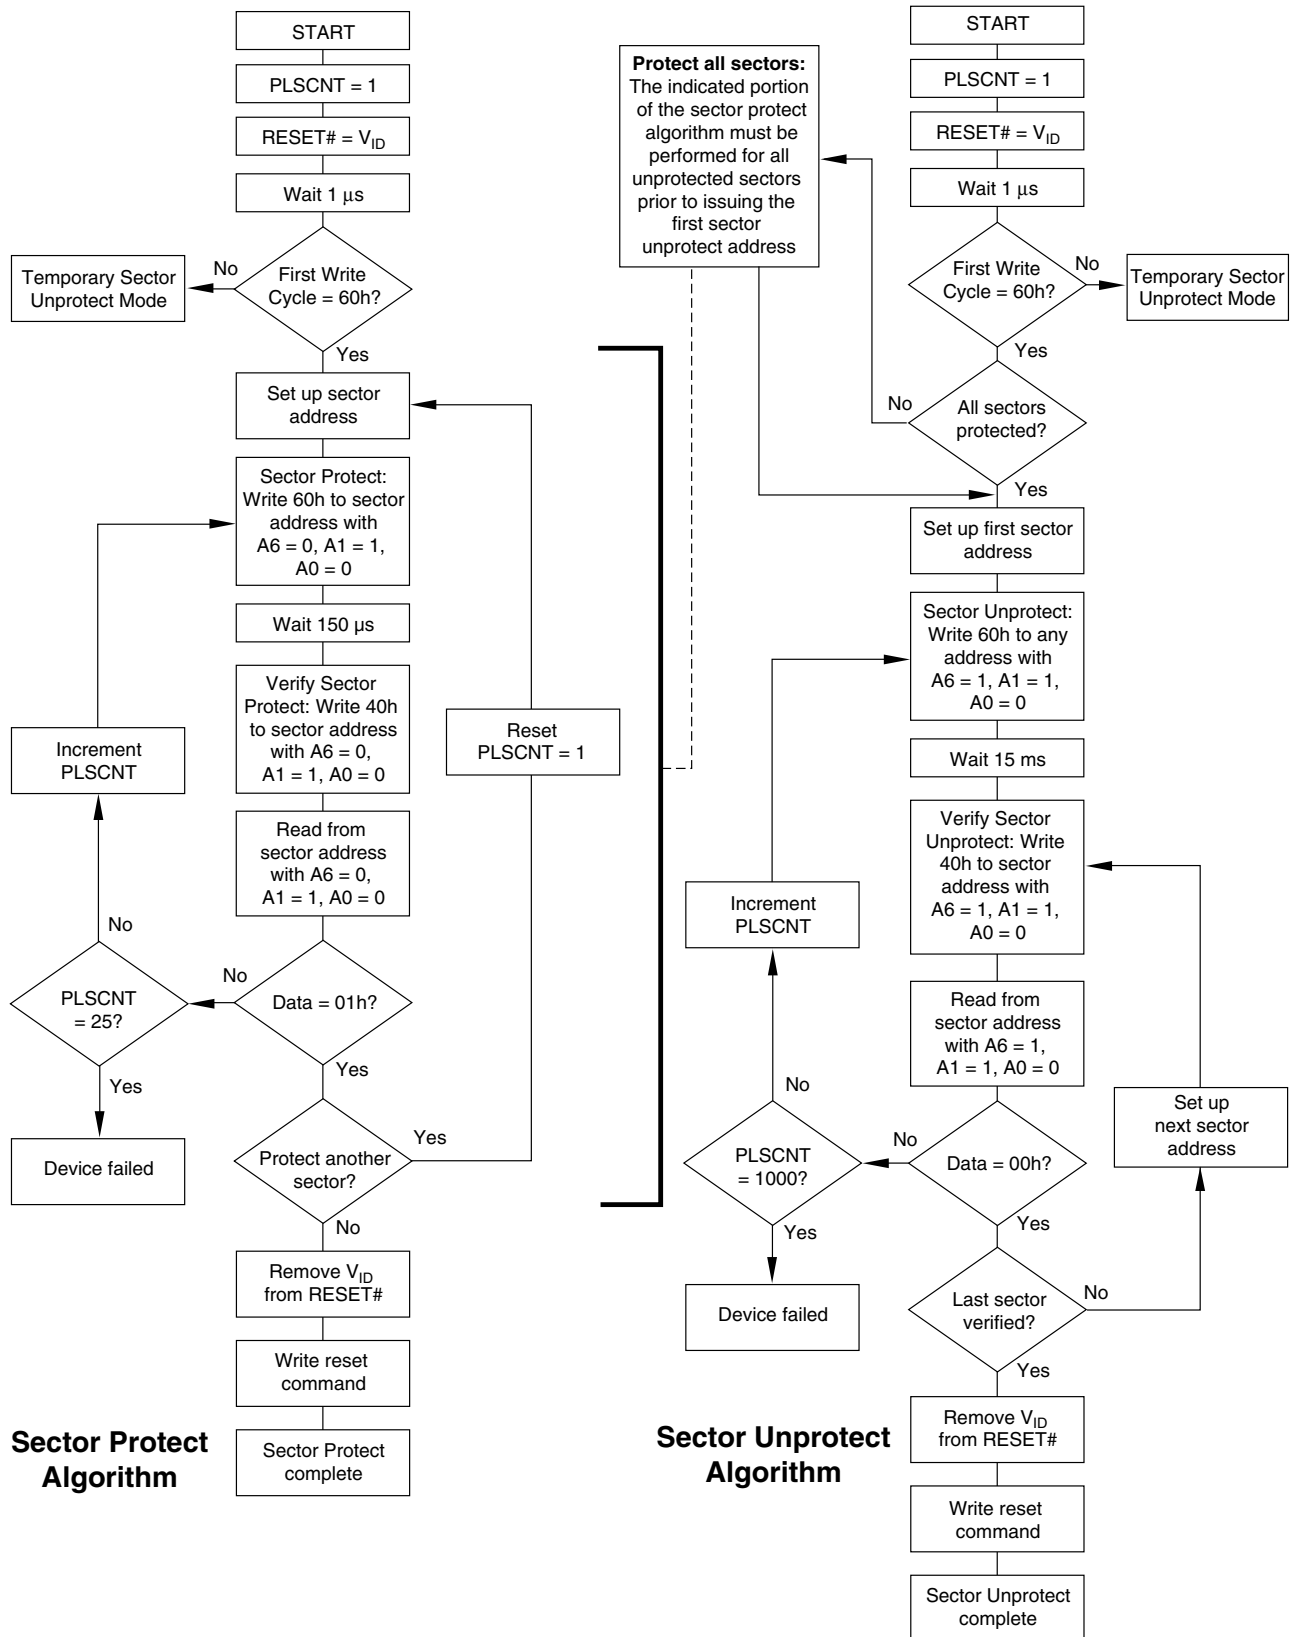 START
PLSCNT = 1
RESET# = VID
Wait 1 μs
First Write
Cycle = 60h?
No
Temporary Sector
Unprotect Mode
Yes
Set up sector
address
Sector Protect:
Write 60h to sector
address with
A6 = 0, A1 = 1,
A0 = 0
Wait 150 µs
Verify Sector
Protect: Write 40h
to sector address
with A6 = 0,
A1 = 1, A0 = 0
Read from
sector address
with A6 = 0,
A1 = 1, A0 = 0
Data = 01h?
No
PLSCNT
= 25?
No
Increment
PLSCNT
Yes
Device failed
Yes
Protect another
sector?
Yes
Reset
PLSCNT = 1
No
Remove VID
from RESET#
Write reset
command
Sector Protect
complete
Sector Protect
Algorithm
Protect all sectors:
The indicated portion
of the sector protect
algorithm must be
performed for all
unprotected sectors
prior to issuing the
first sector
unprotect address
START
PLSCNT = 1
RESET# = VID
Wait 1 μs
First Write
Cycle = 60h?
No
Temporary Sector
Unprotect Mode
Yes
All sectors
protected?
No
Yes
Set up first sector
address
Sector Unprotect:
Write 60h to any
address with
A6 = 1, A1 = 1,
A0 = 0
Wait 15 ms
Verify Sector
Unprotect: Write
40h to sector
address with
A6 = 1, A1 = 1,
A0 = 0
Read from
sector address
with A6 = 1,
A1 = 1, A0 = 0
Data = 00h?
No
PLSCNT
= 1000?
No
Increment
PLSCNT
Yes
Device failed
Yes
Last sector
verified?
No
Set up
next sector
address
Yes
Remove VID
from RESET#
Write reset
command
Sector Unprotect
complete
Sector Unprotect
Algorithm